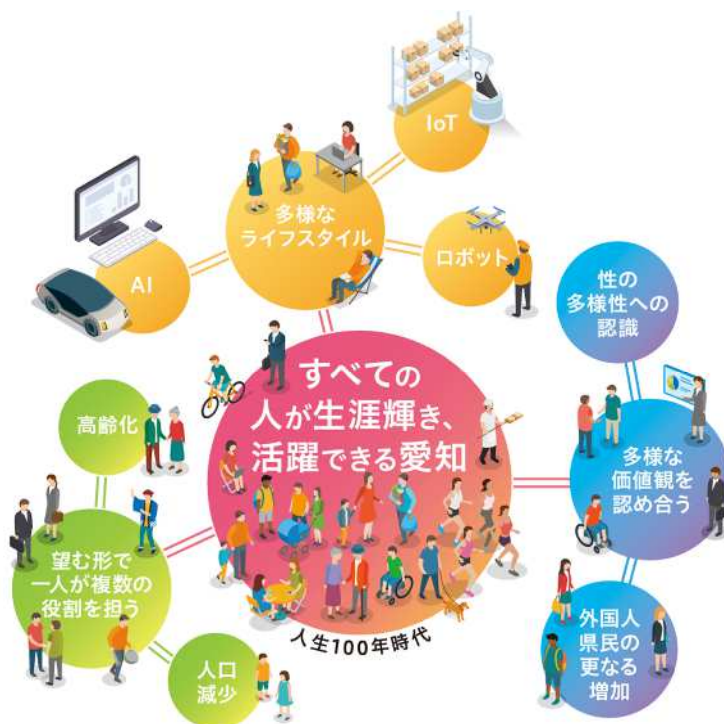 IoT
多様な
ライフスタイル
ロボット
AI
性の
多様性への
認識
すべての
人が生涯輝き、
活躍できる愛知
高齢化
多様な
価値観を
認め合う
望む形で
一人が複数の
役割を担う
人生100年時代
外国人
県民の
更なる
増加
人口
減少